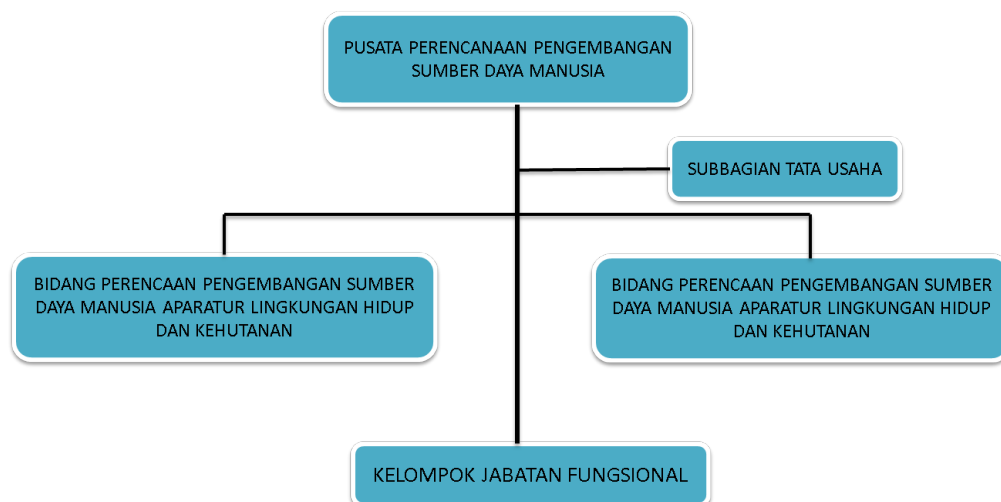 PUSATA PERENCANAAN PENGEMBANGAN
SUMBER DAYA MANUSIA
SUBBAGIAN TATA USAHA
BIDANG PERENCAAN PENGEMBANGAN SUMBER
DAYA MANUSIA APARATUR LINGKUNGAN HIDUP
DAN KEHUTANAN
BIDANG PERENCAAN PENGEMBANGAN SUMBER
DAYA MANUSIA APARATUR LINGKUNGAN HIDUP
DAN KEHUTANAN
KELOMPOK JABATAN FUNGSIONAL